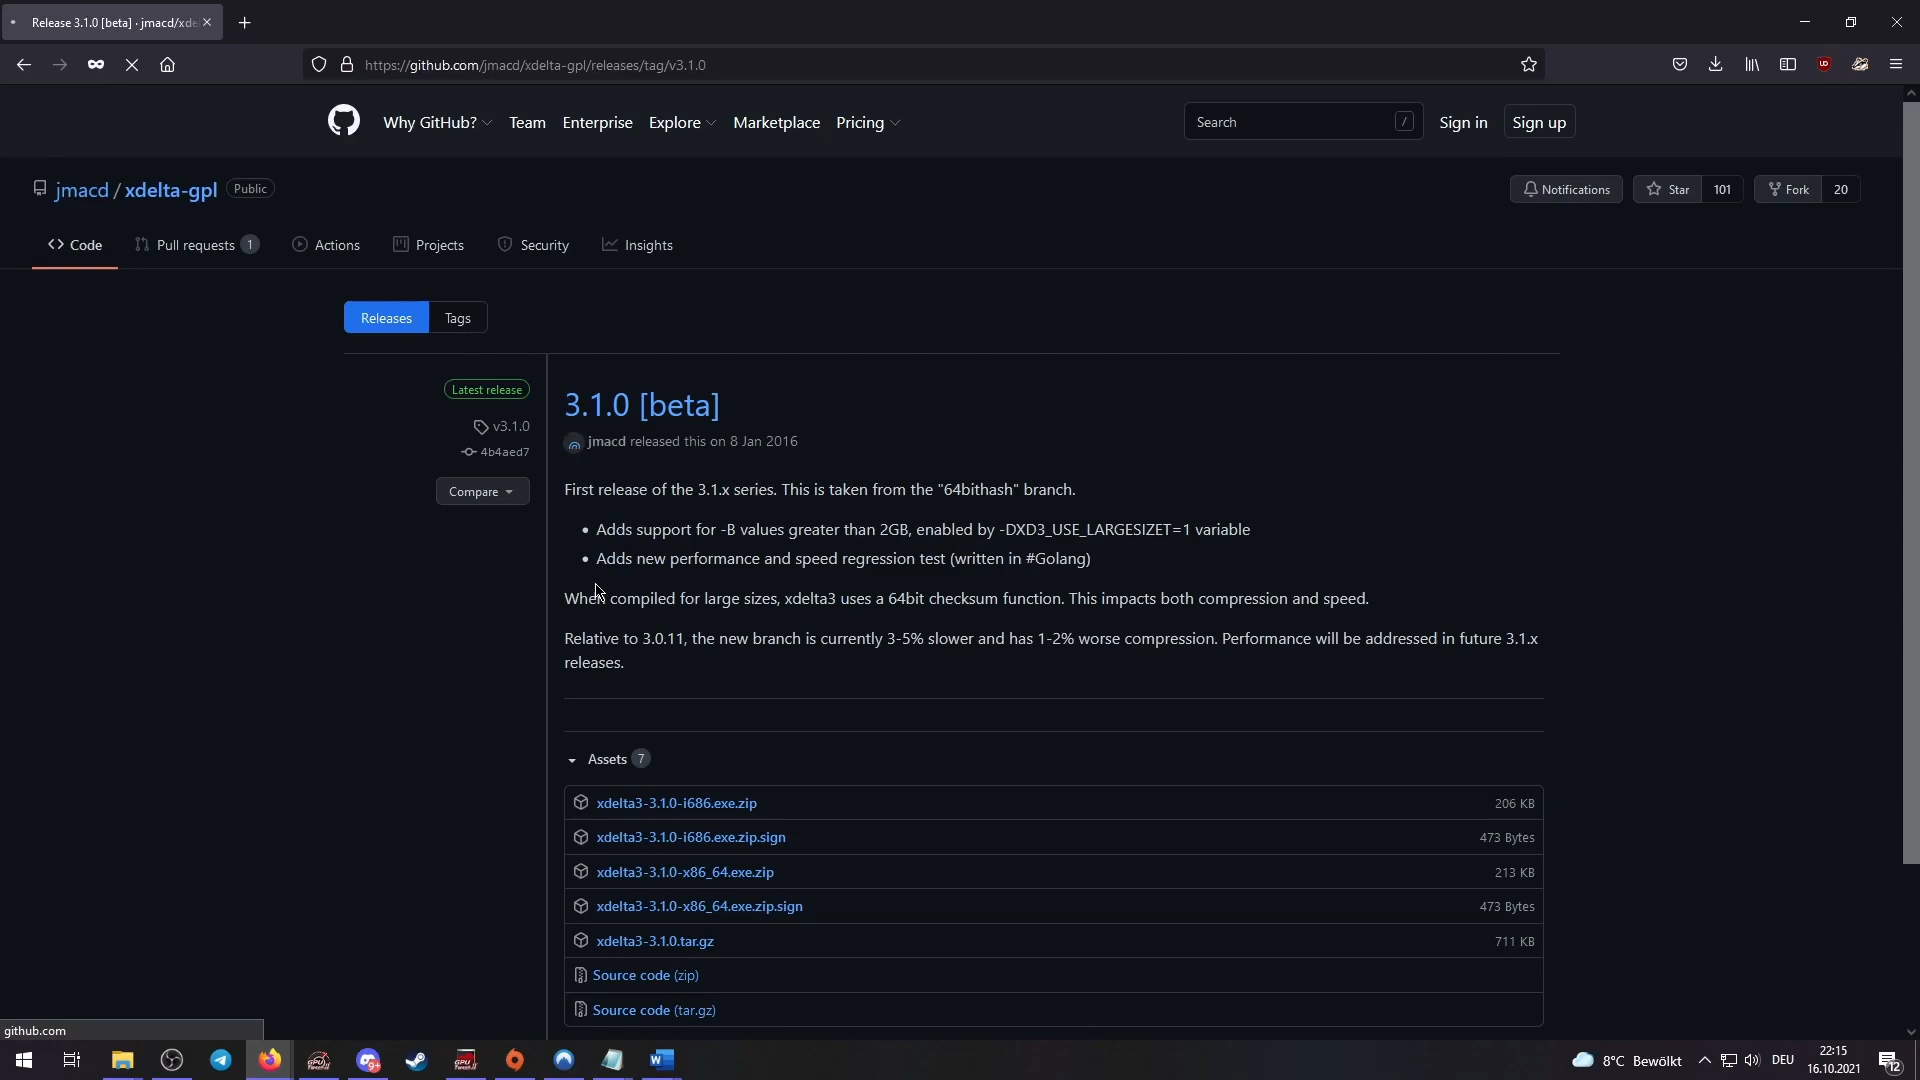 Release 3.1.0 [beta] · jmacd/xde
https://github.com/jmacd/xdelta-gpl/releases/tag/v3.1.0
Why GitHub? Team Enterprise Explore Marketplace Pricing Search / Sign in Sign up
jmacd / xdelta-gpl Public Notifications Star 101 Fork 20
Code Pull requests 1 Actions Projects Security Insights
Releases Tags
Latest release
v3.1.0
4b4aed7
Compare
3.1.0 [beta]
jmacd released this on 8 Jan 2016
First release of the 3.1.x series. This is taken from the "64bithash" branch.
• Adds support for -B values greater than 2GB, enabled by -DXD3_USE_LARGESIZET=1 variable
• Adds new performance and speed regression test (written in #Golang)
When compiled for large sizes, xdelta3 uses a 64bit checksum function. This impacts both compression and speed.
Relative to 3.0.11, the new branch is currently 3-5% slower and has 1-2% worse compression. Performance will be addressed in future 3.1.x
releases.
Assets 7
xdelta3-3.1.0-i686.exe.zip 206 KB
xdelta3-3.1.0-i686.exe.zip.sign 473 Bytes
xdelta3-3.1.0-x86_64.exe.zip 213 KB
xdelta3-3.1.0-x86_64.exe.zip.sign 473 Bytes
xdelta3-3.1.0.tar.gz 711 KB
Source code (zip)
Source code (tar.gz)
github.com
9+
W
8°C Bewölkt
DEU
22:15
16.10.2021
12